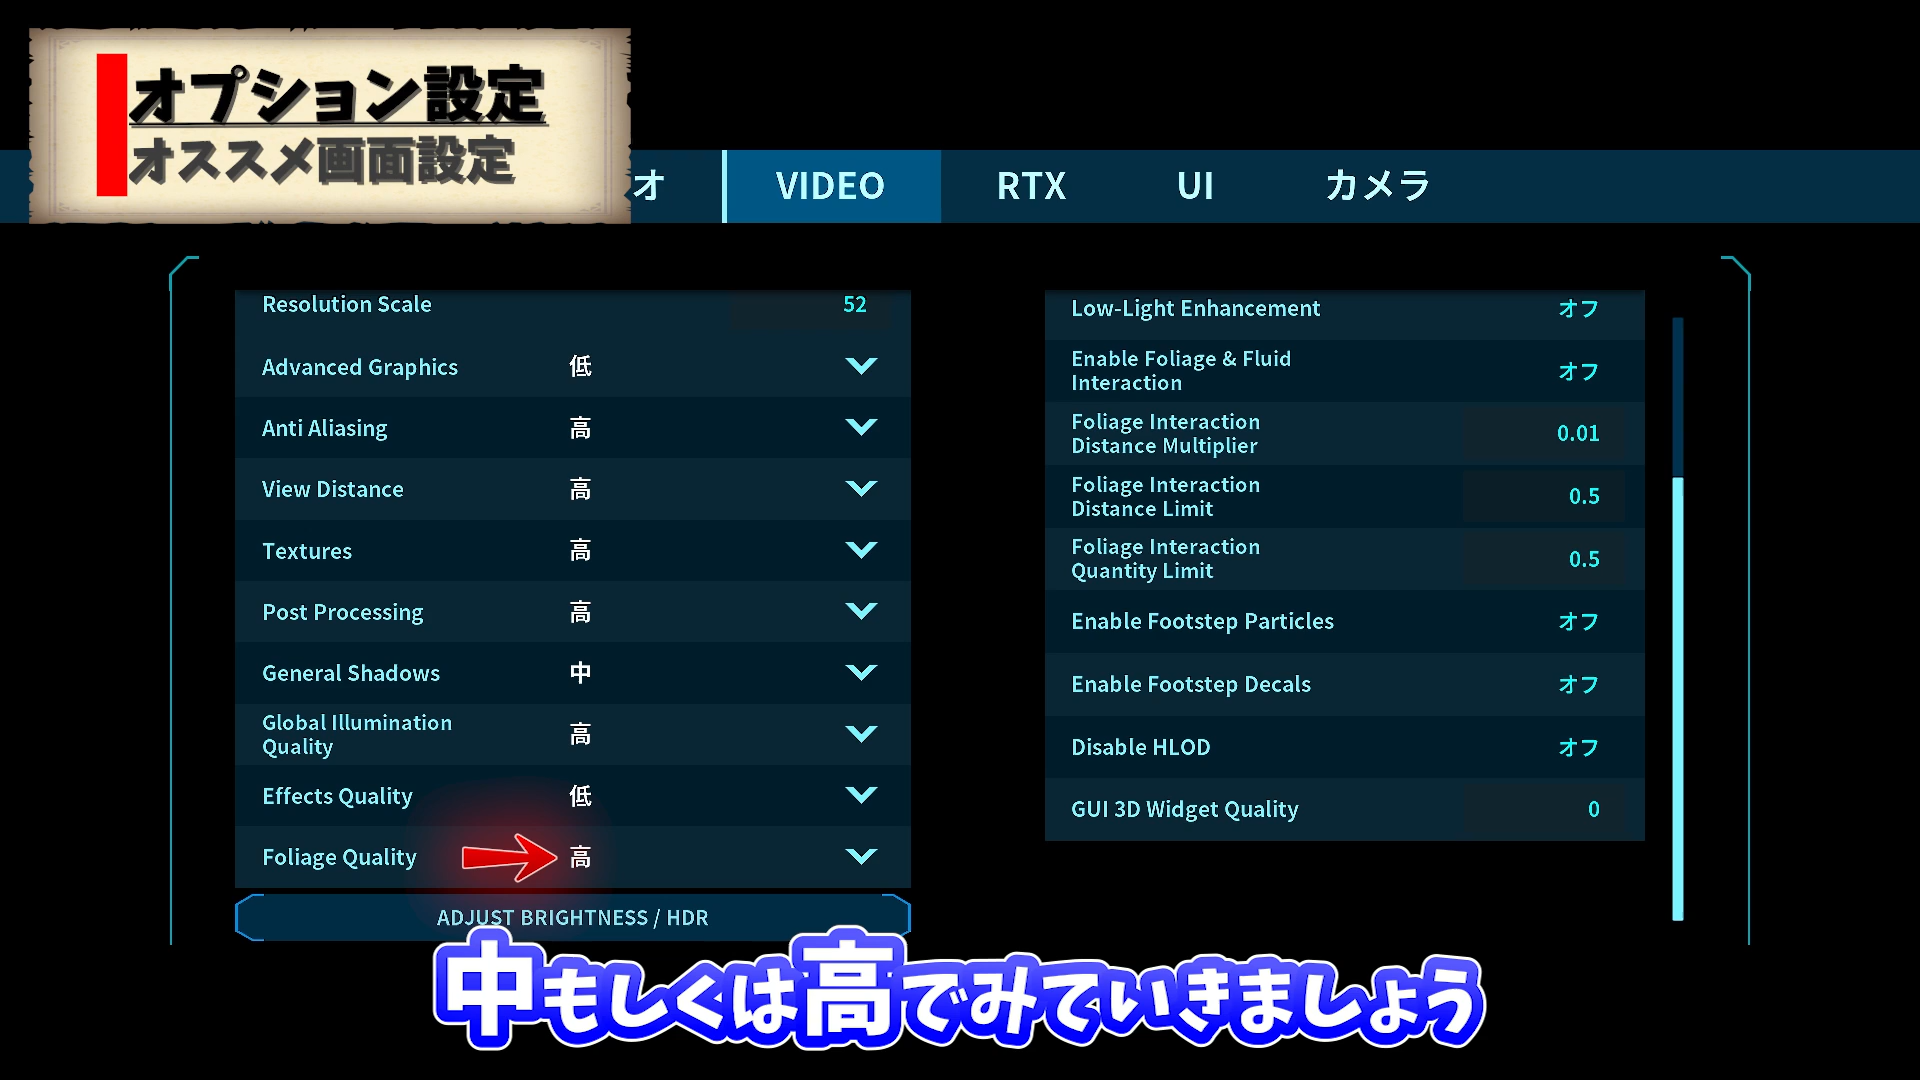 オプション設定
オススメ画面設定
オ
VIDEO
RTX
UI
カメラ
Resolution Scale 52
Advanced Graphics 低
Anti Aliasing 高
View Distance 高
Textures 高
Post Processing 高
General Shadows 中
Global Illumination
Quality 高
Effects Quality 低
Foliage Quality 高
ADJUST BRIGHTNESS / HDR
Low-Light Enhancement オフ
Enable Foliage & Fluid
Interaction オフ
Foliage Interaction
Distance Multiplier 0.01
Foliage Interaction
Distance Limit 0.5
Foliage Interaction
Quantity Limit 0.5
Enable Footstep Particles オフ
Enable Footstep Decals オフ
Disable HLOD オフ
GUI 3D Widget Quality 0
中もしくは高でみていきましょう